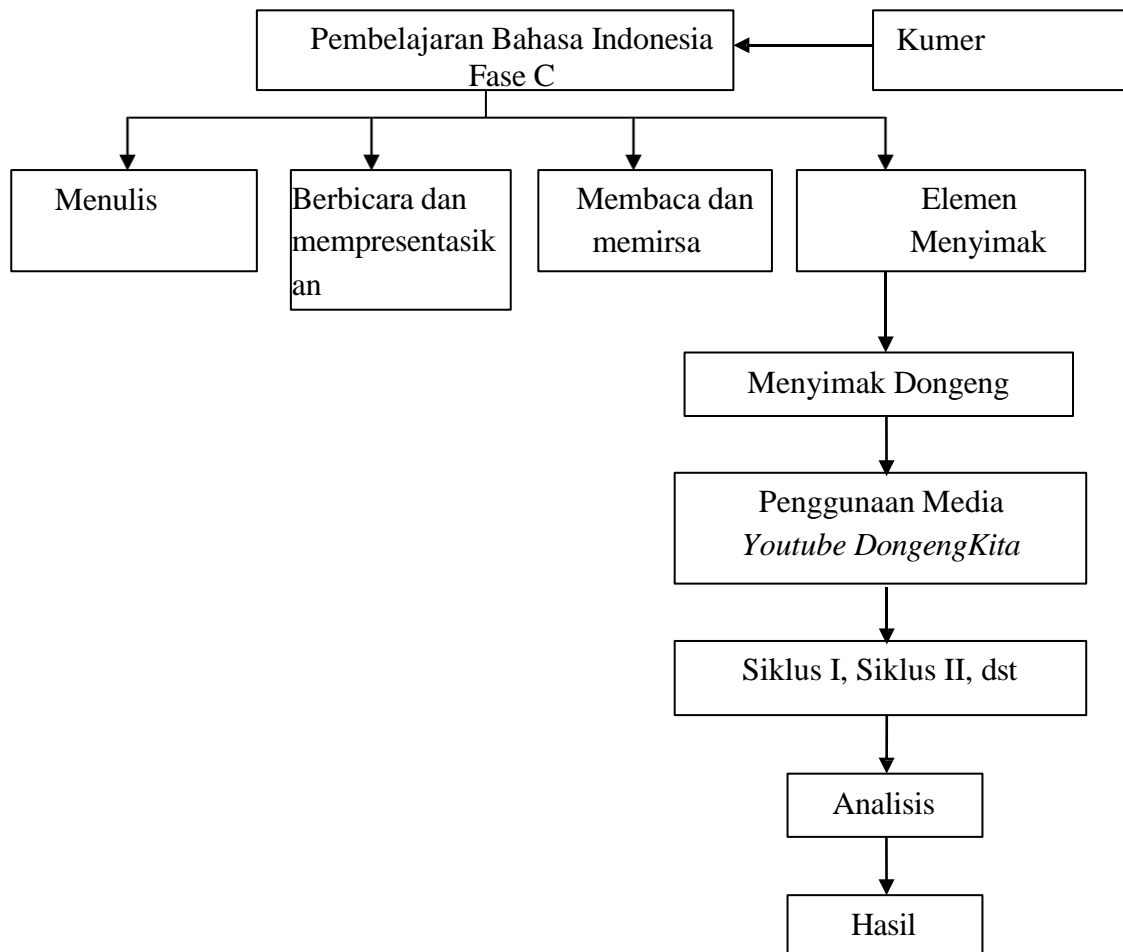 Pembelajaran Bahasa Indonesia
Fase C
Kumer
Menulis
Berbicara dan
mempresentasik
an
Membaca dan
memirsa
Elemen
Menyimak
Menyimak Dongeng
Penggunaan Media
Youtube DongengKita
Siklus I, Siklus II, dst
Analisis
Hasil